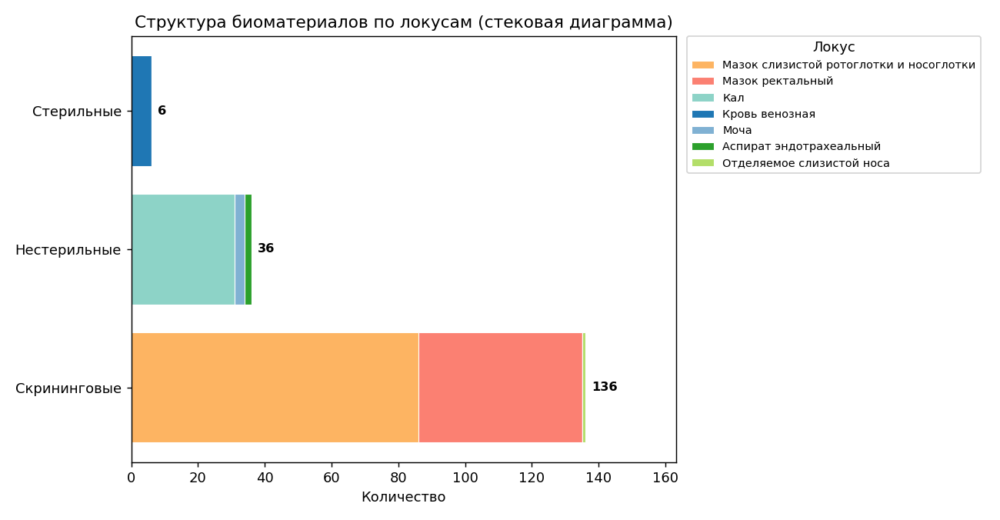 Структура биоматериалов по локусам (стековая диаграмма)
Локус
Мазок слизистой ротоглотки и носоглотки
Мазок ректальный
Кал
Кровь венозная
Моча
Аспират эндотрахеальный
Отделяемое слизистой носа
Стерильные
6
Нестерильные
36
Скрининговые
136
0 20 40 60 80 100 120 140 160
Количество